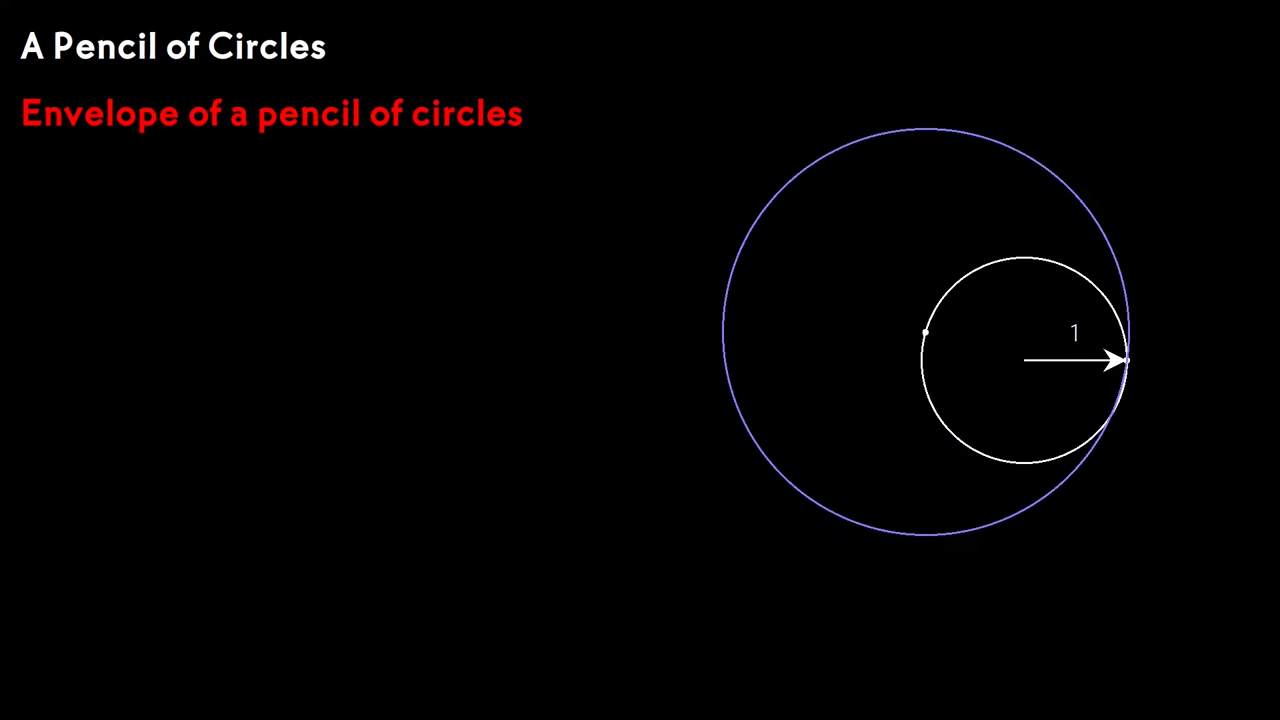 A Pencil of Circles
Envelope of a pencil of circles
1